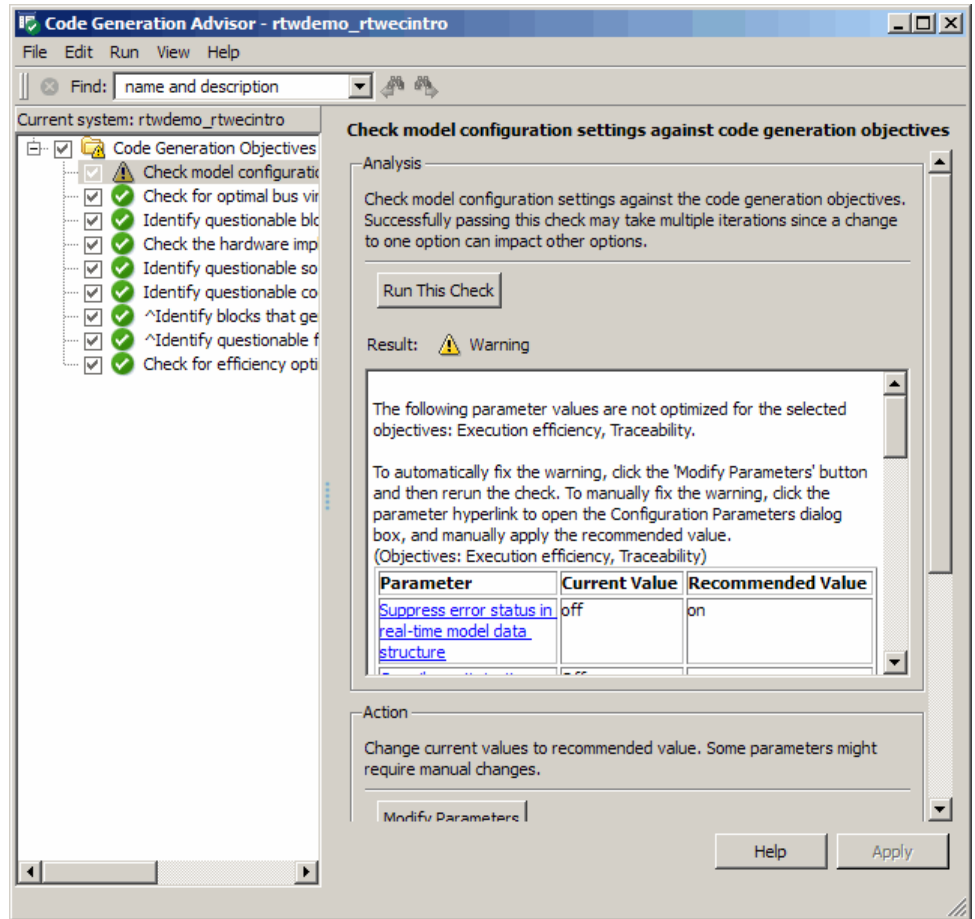 Code Generation Advisor - rtwdemo_rtwecintro
File Edit Run View Help
Find: name and description
Current system: rtwdemo_rtwecintro
Code Generation Objectives
Check model configuratio
Check for optimal bus vir
Identify questionable blo
Check the hardware imp
Identify questionable so
Identify questionable co
^Identify blocks that ge
^Identify questionable f
Check for efficiency opti
Check model configuration settings against code generation objectives
Analysis
Check model configuration settings against the code generation objectives.
Successfully passing this check may take multiple iterations since a change
to one option can impact other options.
Run This Check
Result: Warning
The following parameter values are not optimized for the selected
objectives: Execution efficiency, Traceability.
To automatically fix the warning, click the 'Modify Parameters' button
and then rerun the check. To manually fix the warning, click the
parameter hyperlink to open the Configuration Parameters dialog
box, and manually apply the recommended value.
(Objectives: Execution efficiency, Traceability)
Parameter Current Value Recommended Value
Suppress error status in off on
real-time model data
structure
Action
Change current values to recommended value. Some parameters might
require manual changes.
Modify Parameters
Help Apply